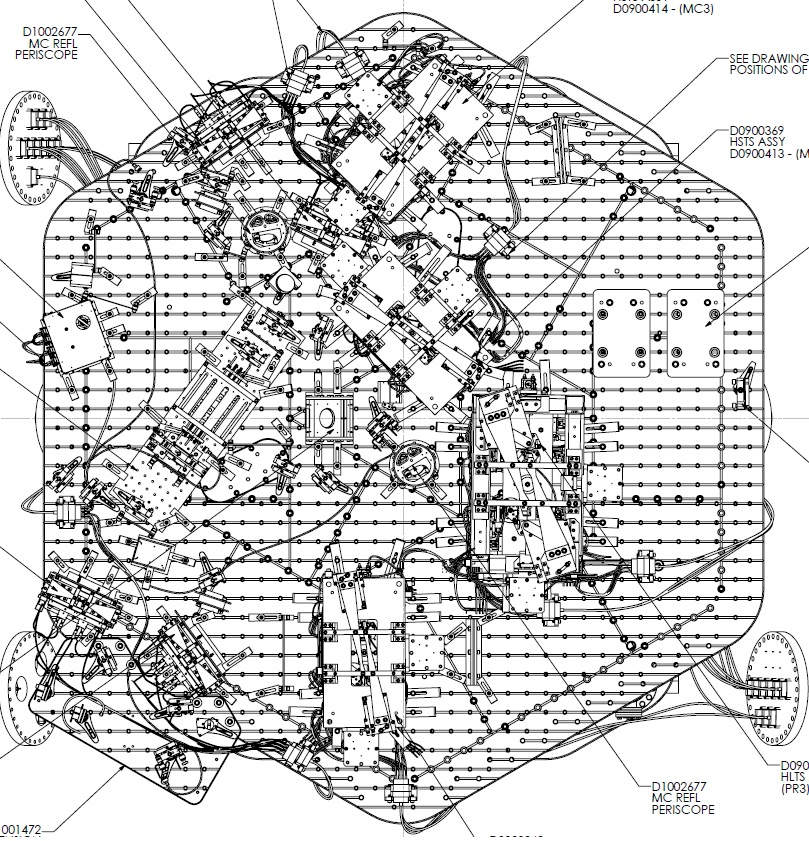 D0900414 - (MC3)
D1002677
MC REFL
PERISCOPE
SEE DRAWING
POSITIONS OF
D0900369
HSTS ASSY
D0900413 - (M
D1002677
MC REFL
PERISCOPE
D090
HLTS
(PR3)
001472